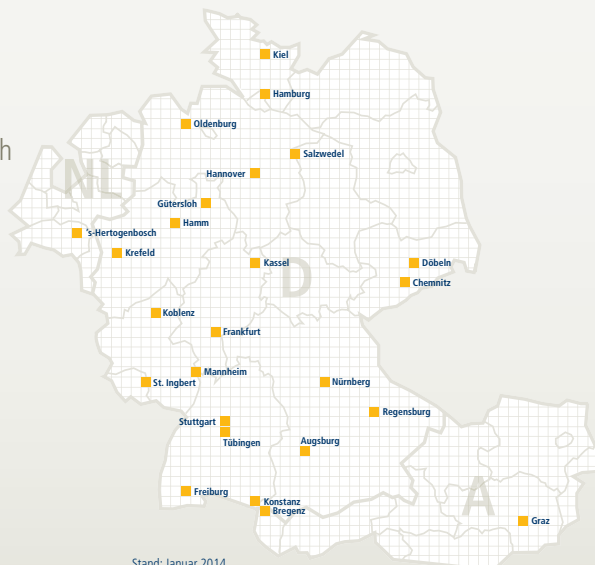 Kiel
Hamburg
Oldenburg
h
Salzwedel
Hannover
NL
Gütersloh
Hamm
's-Hertogenbosch
Krefeld
Kassel
Döbeln
D
Chemnitz
Koblenz
Frankfurt
Mannheim
St. Ingbert
Nürnberg
Regensburg
Stuttgart
Tübingen
Augsburg
Freiburg
A
Konstanz
Bregenz
Graz
Stand: Januar 2014